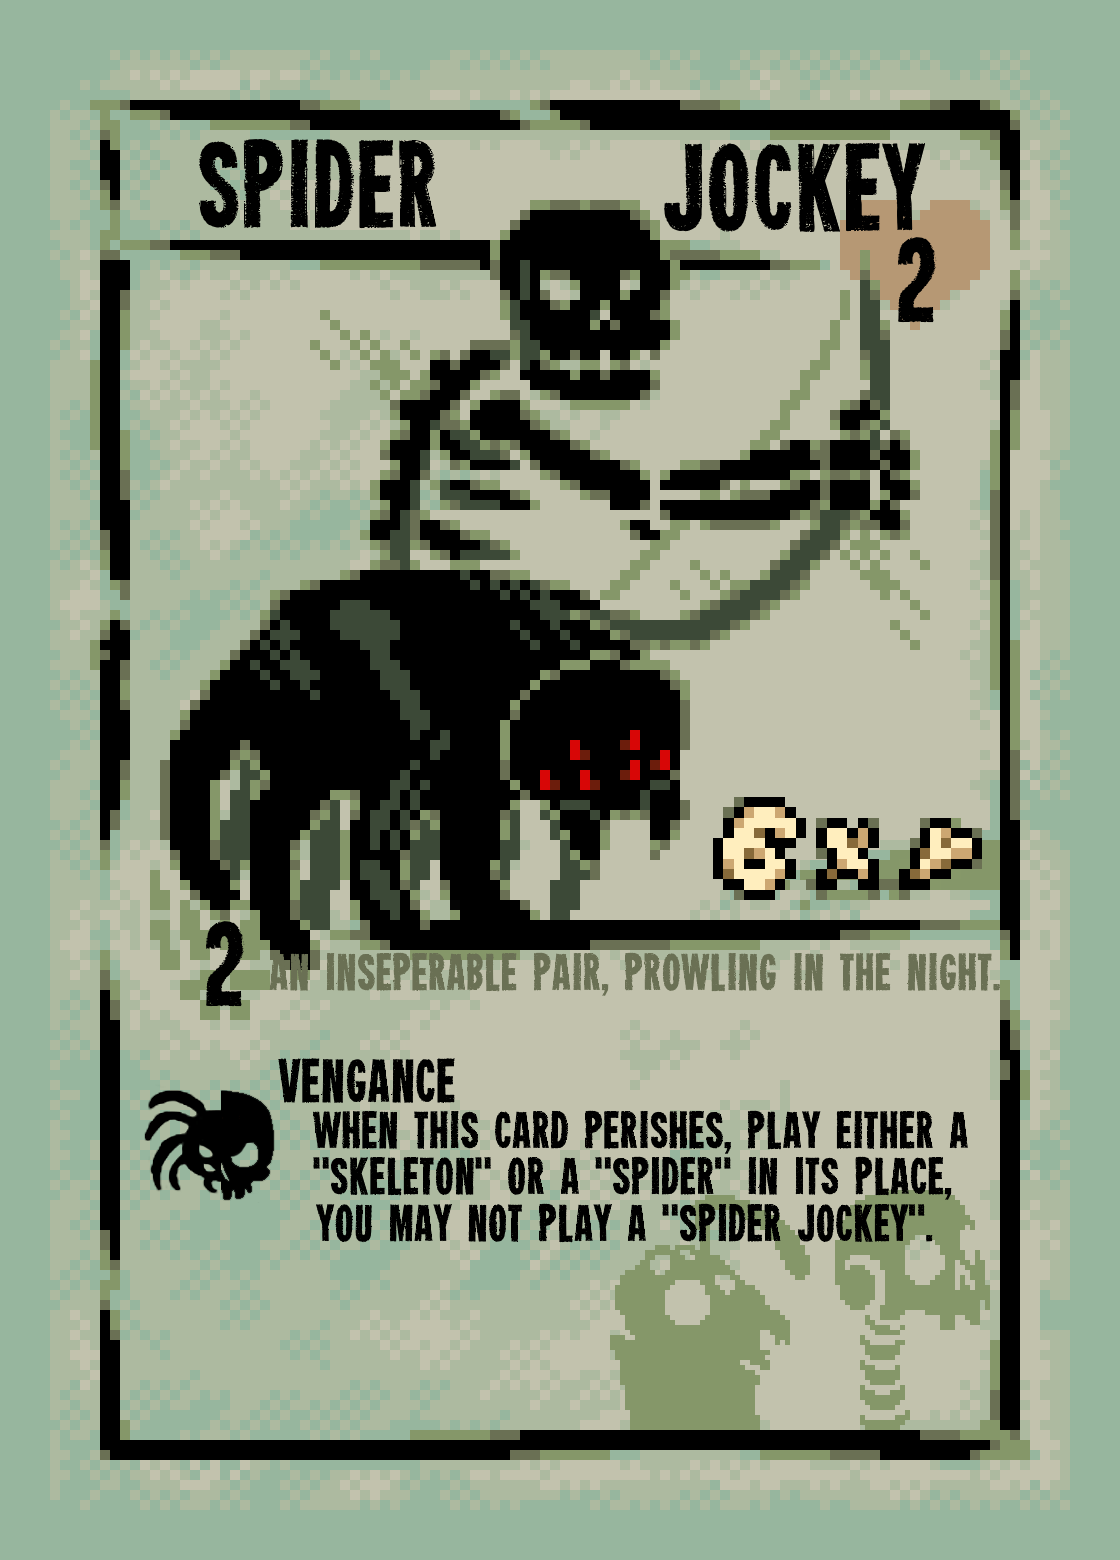 SPIDER JOCKEY
2
6
2
AN INSEPERABLE PAIR, PROWLING IN THE NIGHT.
VENGANCE
WHEN THIS CARD PERISHES, PLAY EITHER A
"SKELETON" OR A "SPIDER" IN ITS PLACE,
YOU MAY NOT PLAY A "SPIDER JOCKEY".